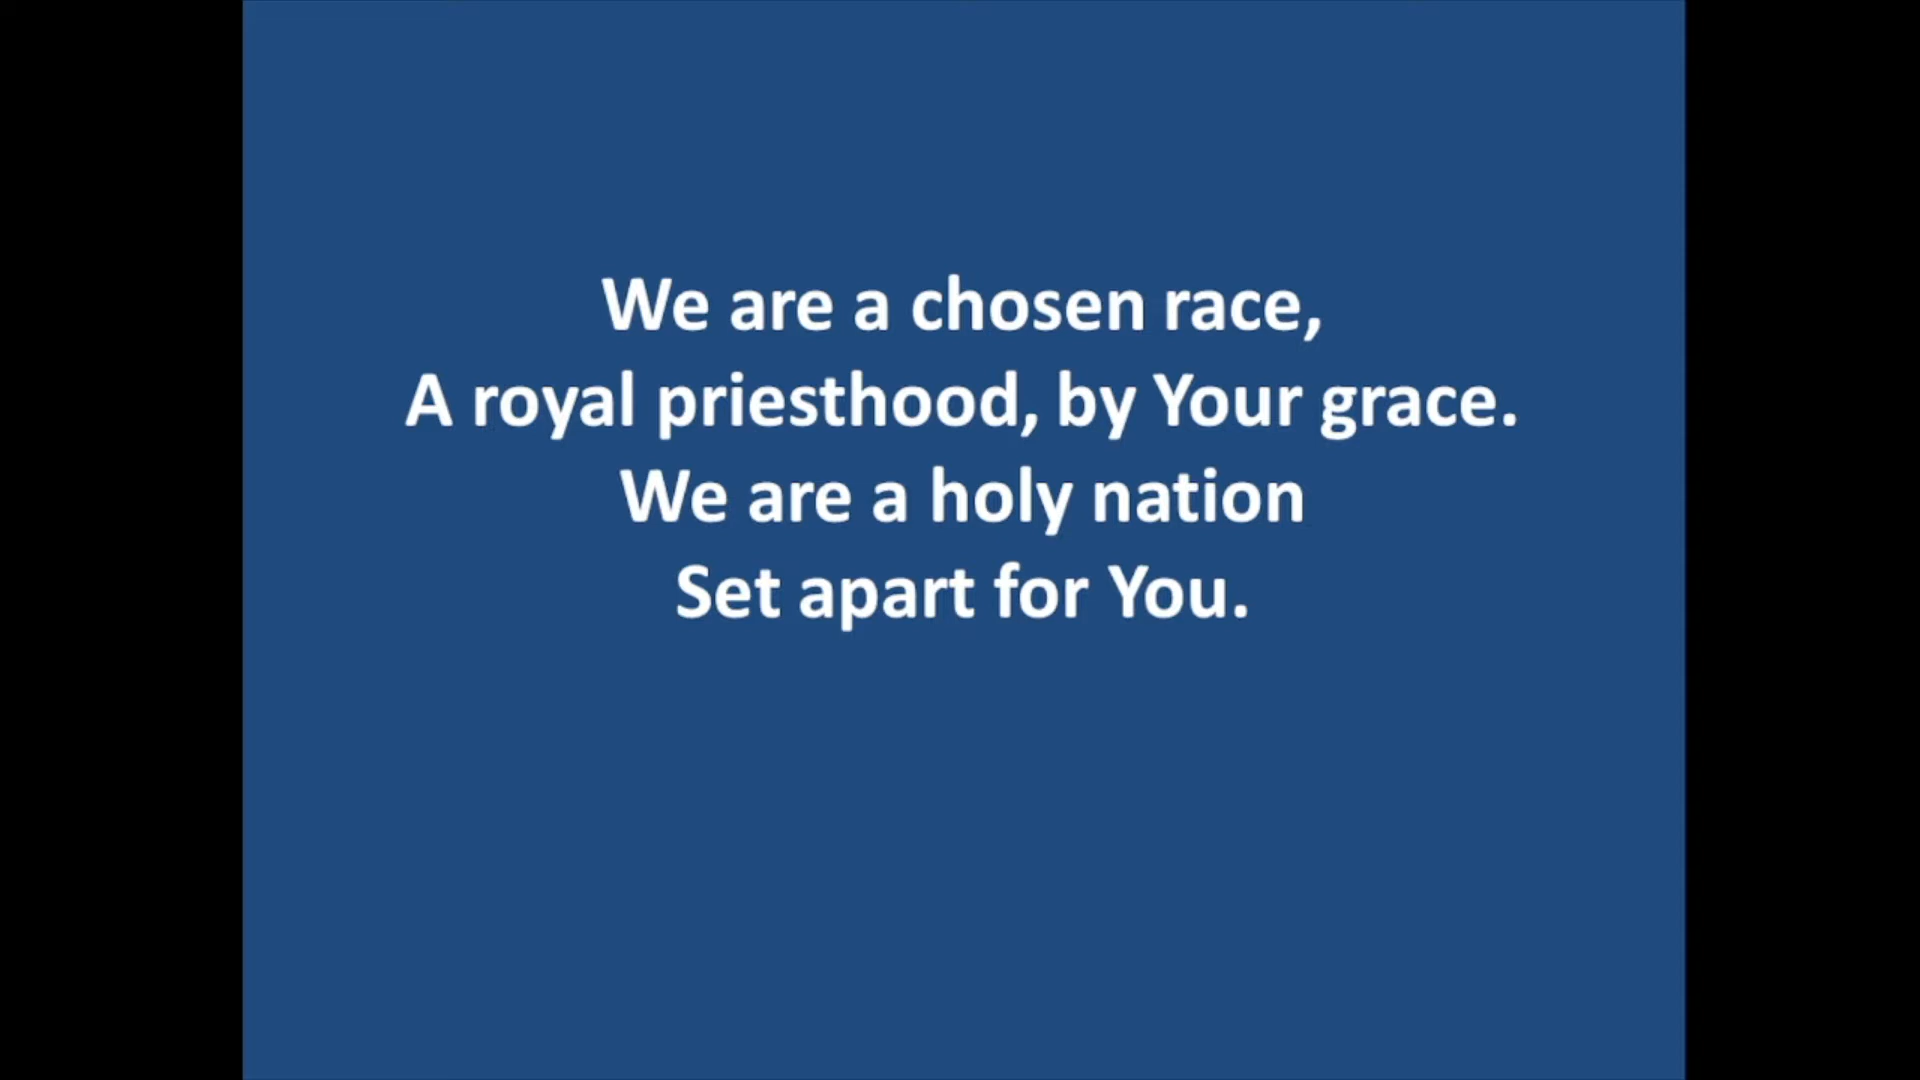 We are a chosen race,
A royal priesthood, by Your grace.
We are a holy nation
Set apart for You.